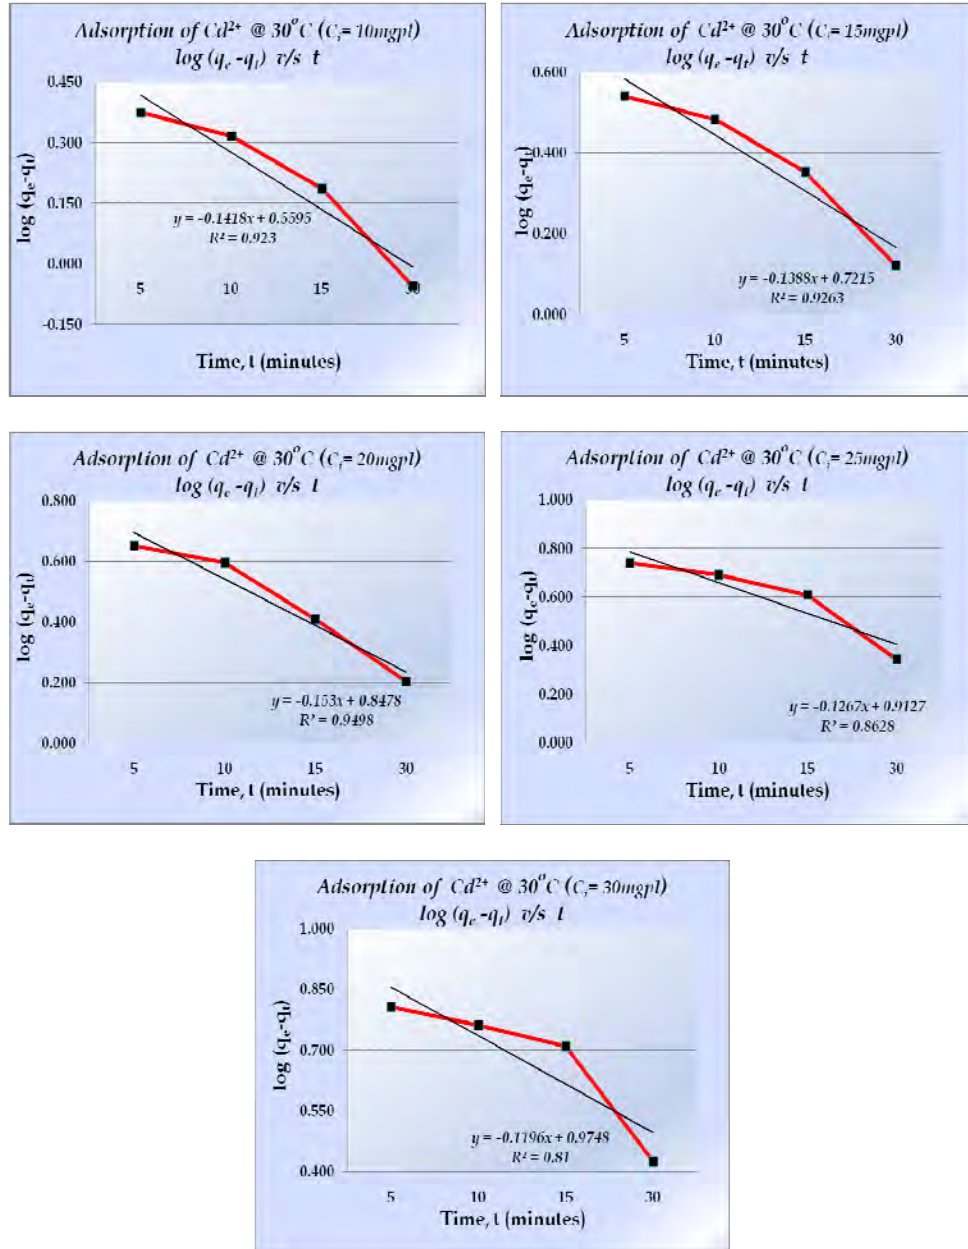 Adsorption of Cd²⁺ @ 30°C (Cᵢ= 10mgpl)
log (qₑ -qₜ) v/s t
0.450
0.300
0.150
0.000
-0.150
log (qₑ-qₜ)
y = -0.1418x + 0.5595
R² = 0.923
5 10 15 30
Time, t (minutes)
Adsorption of Cd²⁺ @ 30°C (Cᵢ= 15mgpl)
log (qₑ -qₜ) v/s t
0.600
0.400
0.200
0.000
log (qₑ-qₜ)
y = -0.1388x + 0.7215
R² = 0.9263
5 10 15 30
Time, t (minutes)
Adsorption of Cd²⁺ @ 30°C (Cᵢ= 20mgpl)
log (qₑ -qₜ) v/s t
0.800
0.600
0.400
0.200
0.000
log (qₑ-qₜ)
y = -0.153x + 0.8478
R² = 0.9498
5 10 15 30
Time, t (minutes)
Adsorption of Cd²⁺ @ 30°C (Cᵢ= 25mgpl)
log (qₑ -qₜ) v/s t
1.000
0.800
0.600
0.400
0.200
0.000
log (qₑ-qₜ)
y = -0.1267x + 0.9127
R² = 0.8628
5 10 15 30
Time, t (minutes)
Adsorption of Cd²⁺ @ 30°C (Cᵢ= 30mgpl)
log (qₑ -qₜ) v/s t
1.000
0.850
0.700
0.550
0.400
log (qₑ-qₜ)
y = -0.1196x + 0.9748
R² = 0.81
5 10 15 30
Time, t (minutes)